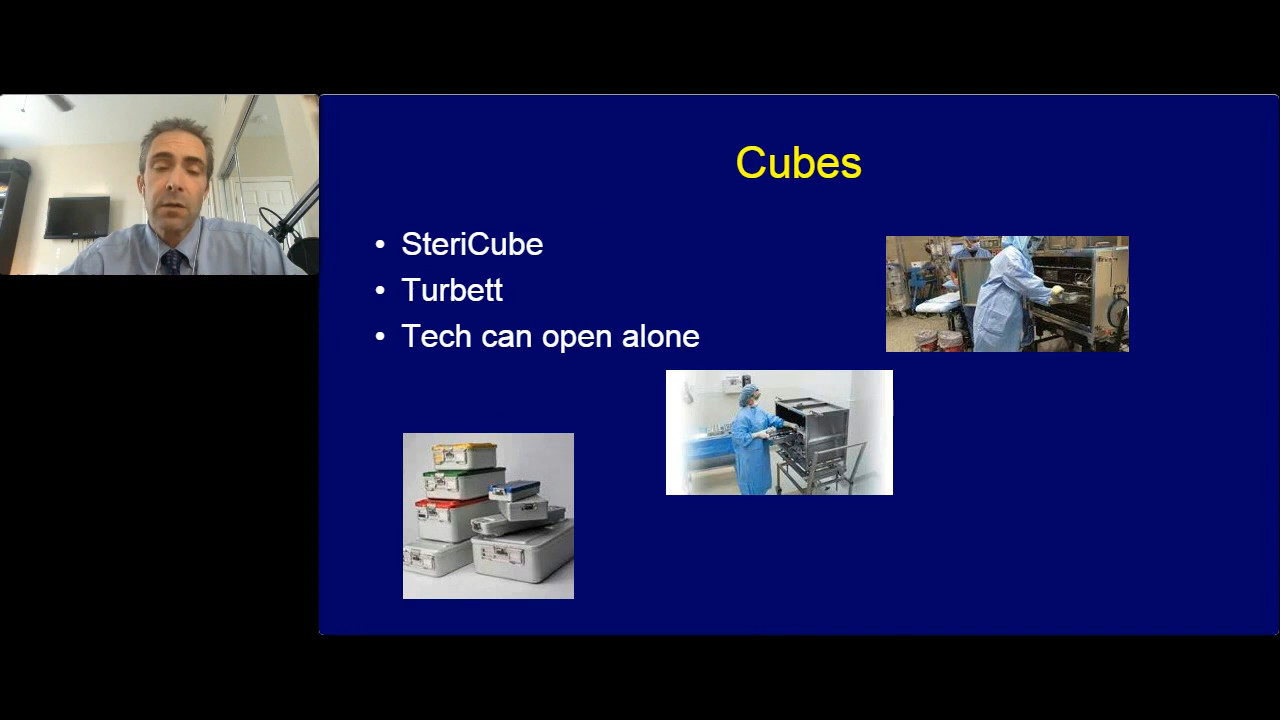 Cubes
• SteriCube
• Turbett
• Tech can open alone